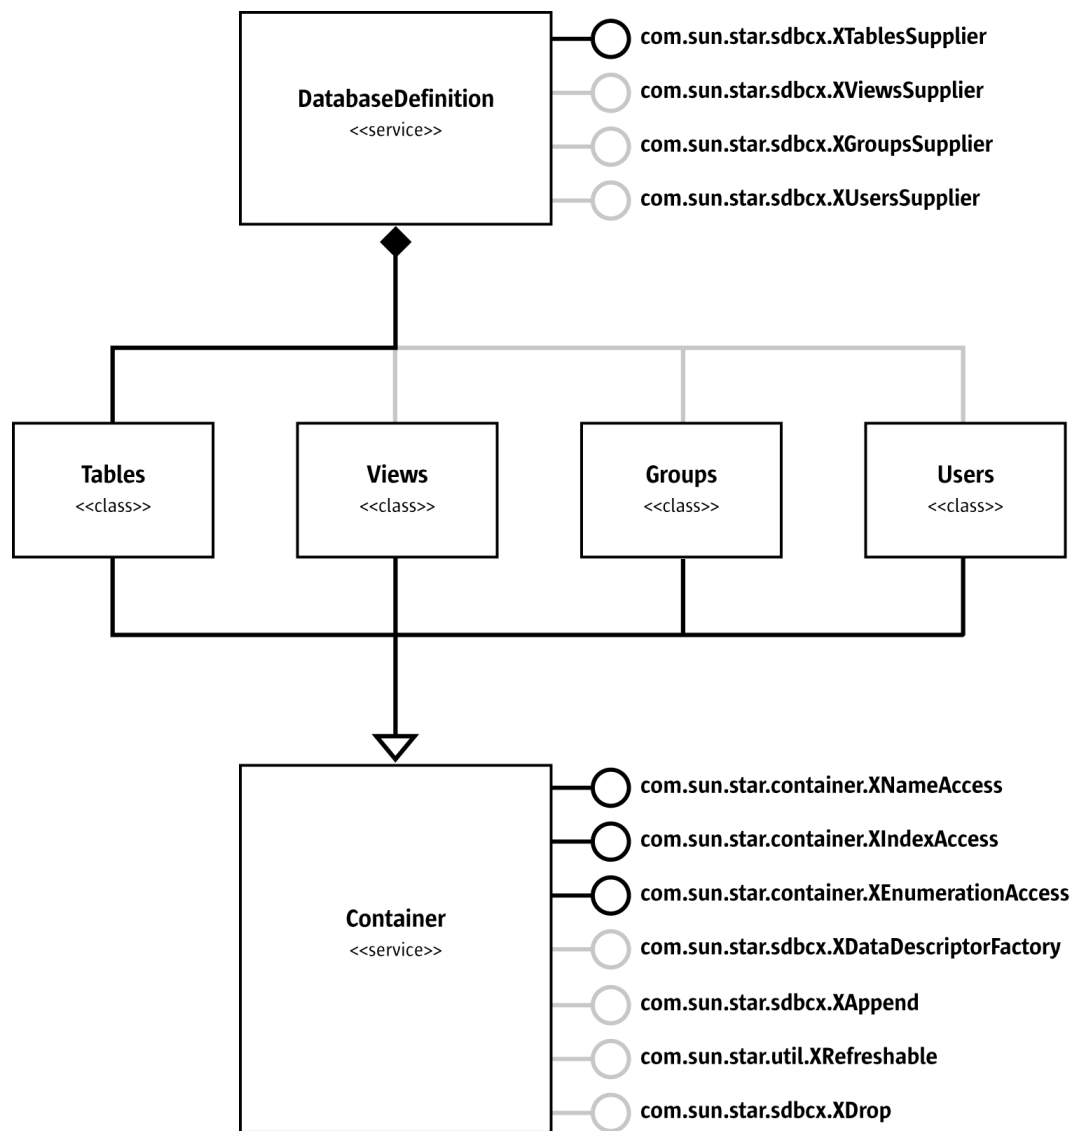 com.sun.star.sdbcx.XTablesSupplier
com.sun.star.sdbcx.XViewsSupplier
DatabaseDefinition
<<service>>
com.sun.star.sdbcx.XGroupsSupplier
com.sun.star.sdbcx.XUsersSupplier
Tables
<<class>>
Views
<<class>>
Groups
<<class>>
Users
<<class>>
com.sun.star.container.XNameAccess
com.sun.star.container.XIndexAccess
com.sun.star.container.XEnumerationAccess
Container
<<service>>
com.sun.star.sdbcx.XDataDescriptorFactory
com.sun.star.sdbcx.XAppend
com.sun.star.util.XRefreshable
com.sun.star.sdbcx.XDrop